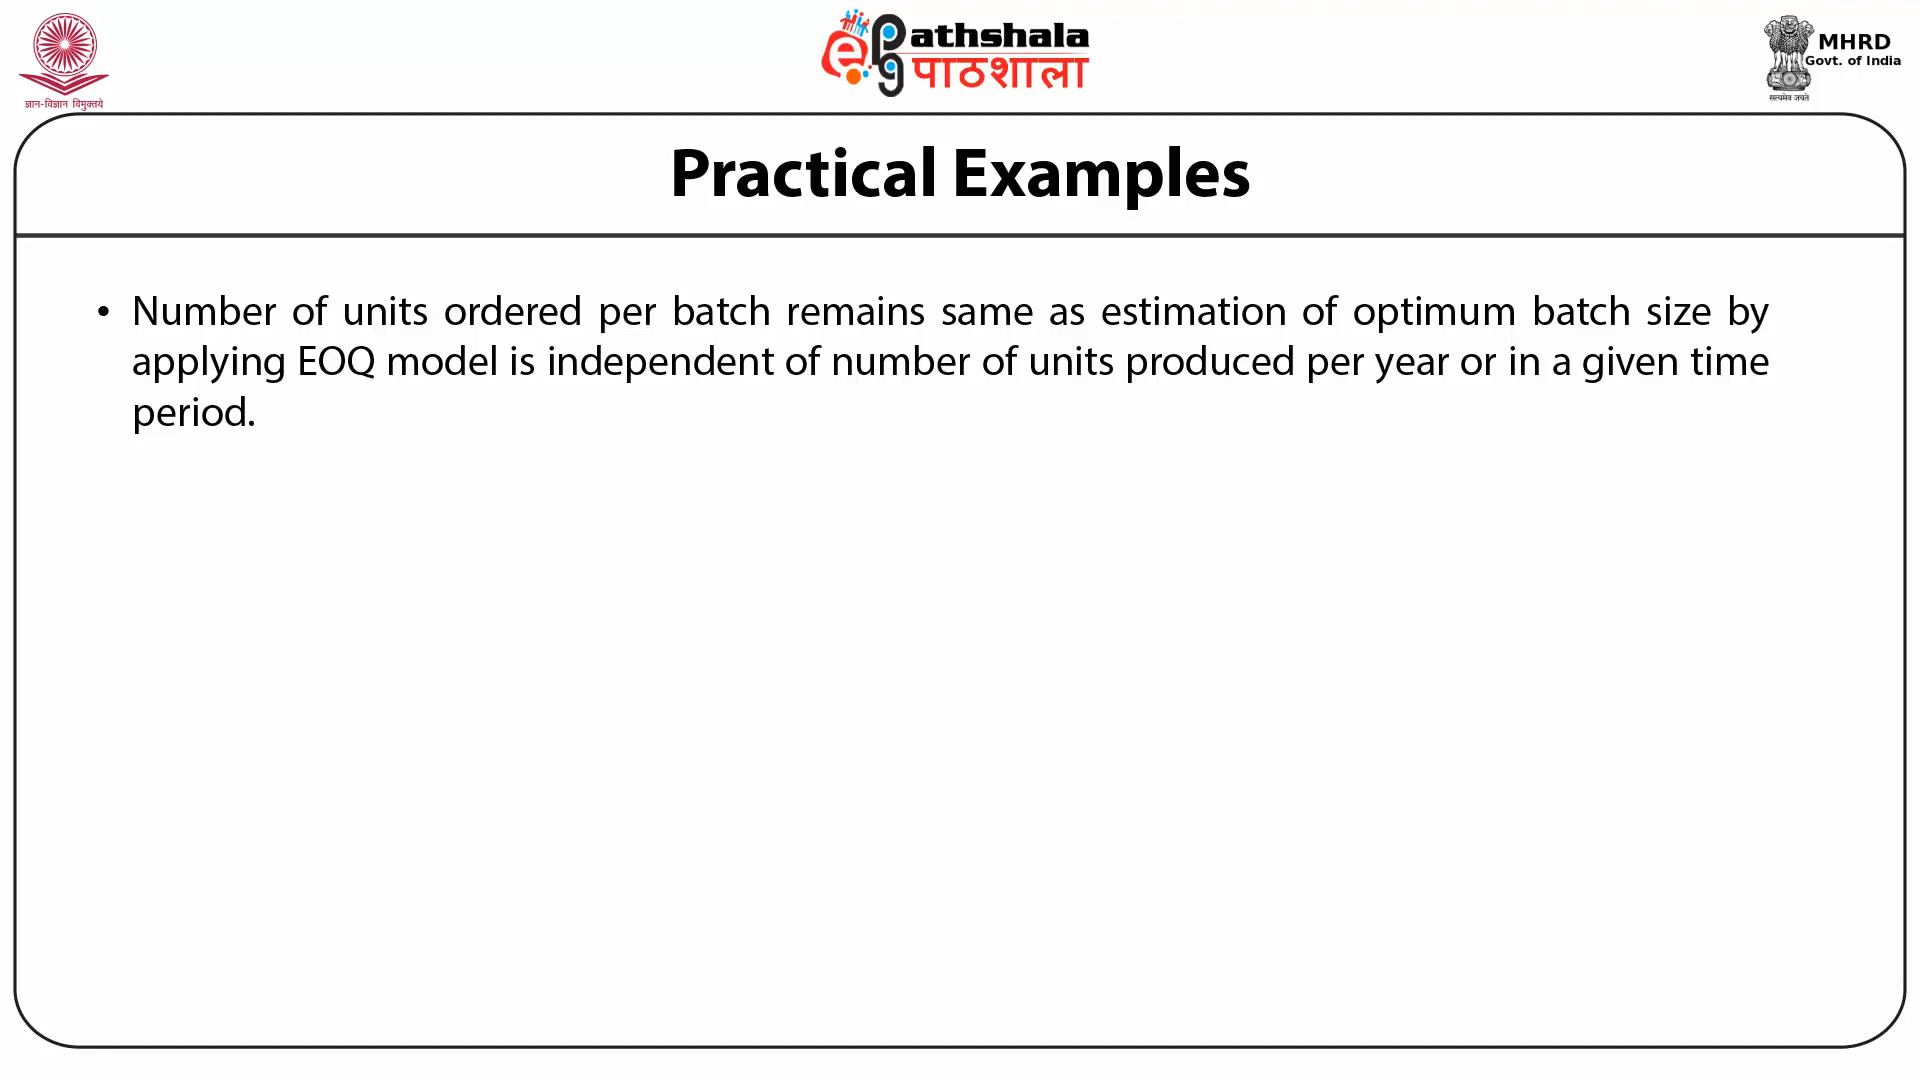 ज्ञान-विज्ञान विमुक्तये
epg Pathshala
पाठशाला
MHRD
Govt. of India
सत्यमेव जयते
Practical Examples
• Number of units ordered per batch remains same as estimation of optimum batch size by
applying EOQ model is independent of number of units produced per year or in a given time
period.